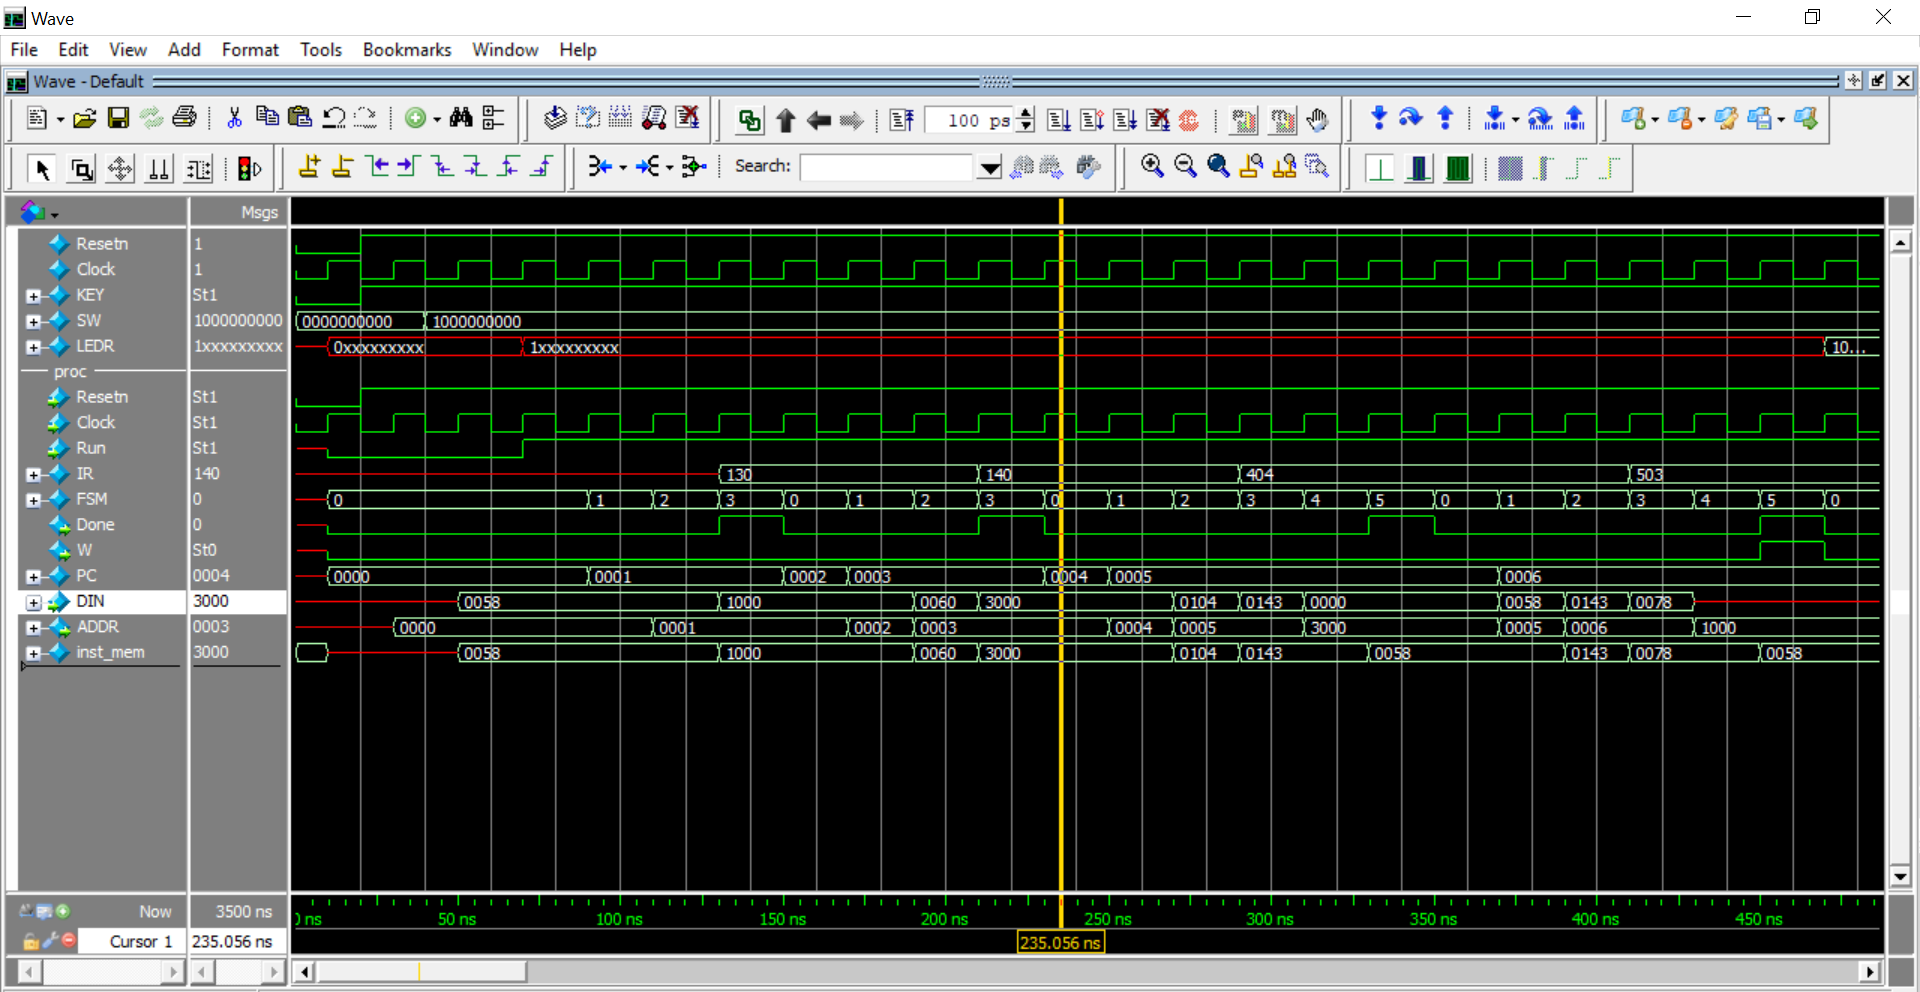 Wave
File Edit View Add Format Tools Bookmarks Window Help
Wave - Default
100 ps
Search:
Msgs
Resetn 1
Clock 1
KEY St1
SW 1000000000 0000000000 1000000000
LEDR 1xxxxxxxxx 0xxxxxxxxx 1xxxxxxxxx 10...
proc
Resetn St1
Clock St1
Run St1
IR 140 130 140 404 503
FSM 0 0 1 2 3 0 1 2 3 0 1 2 3 4 5 0 1 2 3 4 5 0
Done 0
W St0
PC 0004 0000 0001 0002 0003 0004 0005 0006
DIN 3000 0058 1000 0060 3000 0104 0143 0000 0058 0143 0078
ADDR 0003 0000 0001 0002 0003 0004 0005 3000 0005 0006 1000
inst_mem 3000 0058 1000 0060 3000 0104 0143 0058 0143 0078 0058
Now 3500 ns ns 50 ns 100 ns 150 ns 200 ns 250 ns 300 ns 350 ns 400 ns 450 ns
Cursor 1 235.056 ns 235.056 ns